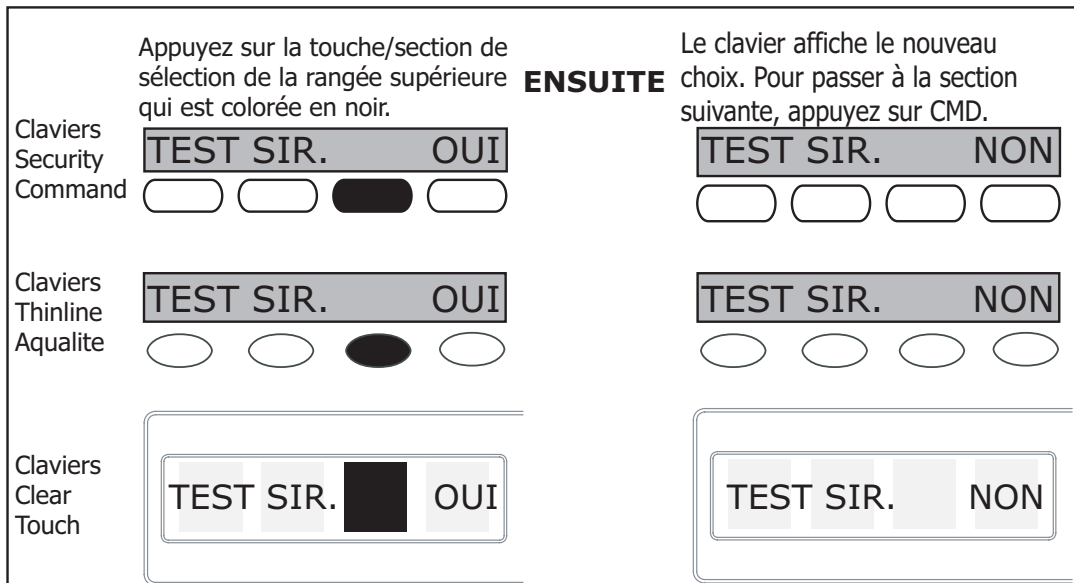 Appuyez sur la touche/section de
sélection de la rangée supérieure
qui est colorée en noir.
ENSUITE
Le clavier affiche le nouveau
choix. Pour passer à la section
suivante, appuyez sur CMD.
Claviers
Security
Command
TEST SIR. OUI
TEST SIR. NON
Claviers
Thinline
Aqualite
TEST SIR. OUI
TEST SIR. NON
Claviers
Clear
Touch
TEST SIR. OUI
TEST SIR. NON